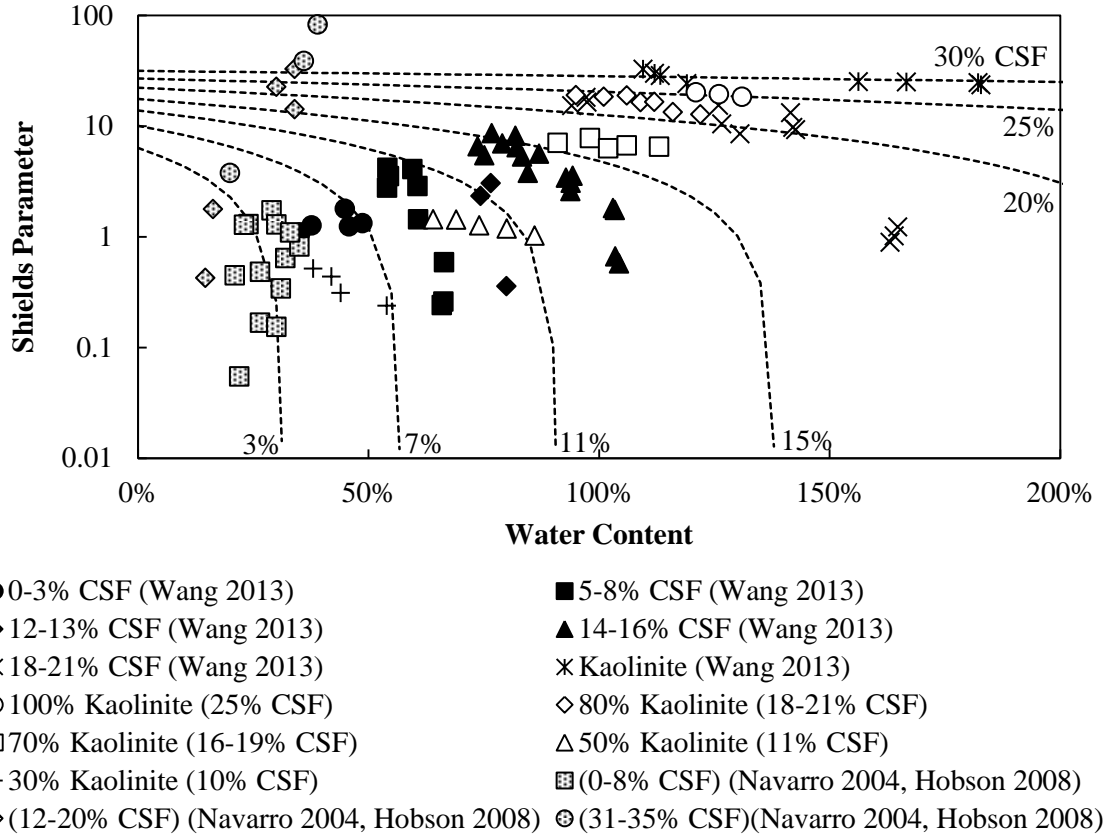 100
30% CSF
10
25%
20%
1
0.1
3%
7%
11%
15%
0.01
0%
50%
100%
150%
200%
Shields Parameter
Water Content
0-3% CSF (Wang 2013)
5-8% CSF (Wang 2013)
12-13% CSF (Wang 2013)
14-16% CSF (Wang 2013)
18-21% CSF (Wang 2013)
Kaolinite (Wang 2013)
100% Kaolinite (25% CSF)
80% Kaolinite (18-21% CSF)
70% Kaolinite (16-19% CSF)
50% Kaolinite (11% CSF)
30% Kaolinite (10% CSF)
(0-8% CSF) (Navarro 2004, Hobson 2008)
(12-20% CSF) (Navarro 2004, Hobson 2008)
(31-35% CSF)(Navarro 2004, Hobson 2008)